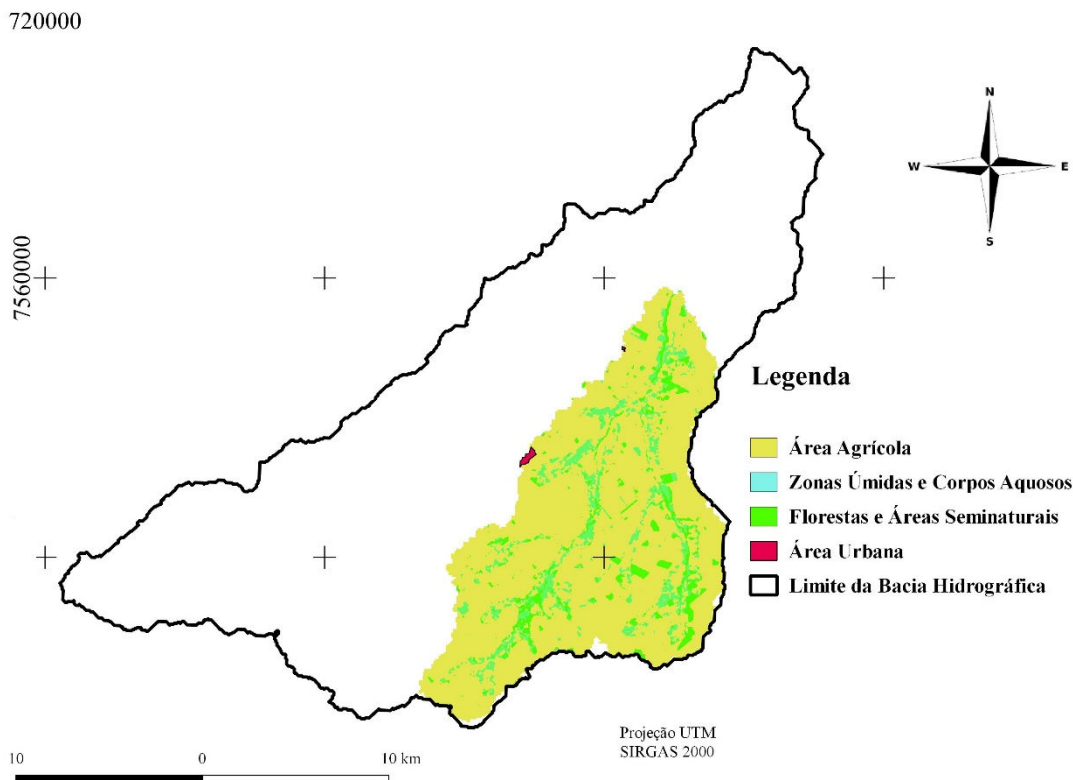 720000
N
W
E
S
7560000
Legenda
Área Agrícola
Zonas Úmidas e Corpos Aquosos
Florestas e Áreas Seminaturais
Área Urbana
Limite da Bacia Hidrográfica
Projeção UTM
SIRGAS 2000
10 0 10 km